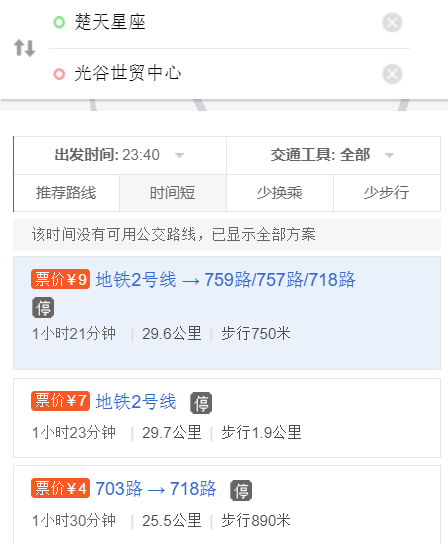 楚天星座
光谷世贸中心
出发时间: 23:40
交通工具: 全部
推荐路线
时间短
少换乘
少步行
该时间没有可用公交路线，已显示全部方案
票价¥9 地铁2号线 → 759路/757路/718路
停
1小时21分钟 | 29.6公里 | 步行750米
票价¥7 地铁2号线 停
1小时23分钟 | 29.7公里 | 步行1.9公里
票价¥4 703路 → 718路 停
1小时30分钟 | 25.5公里 | 步行890米